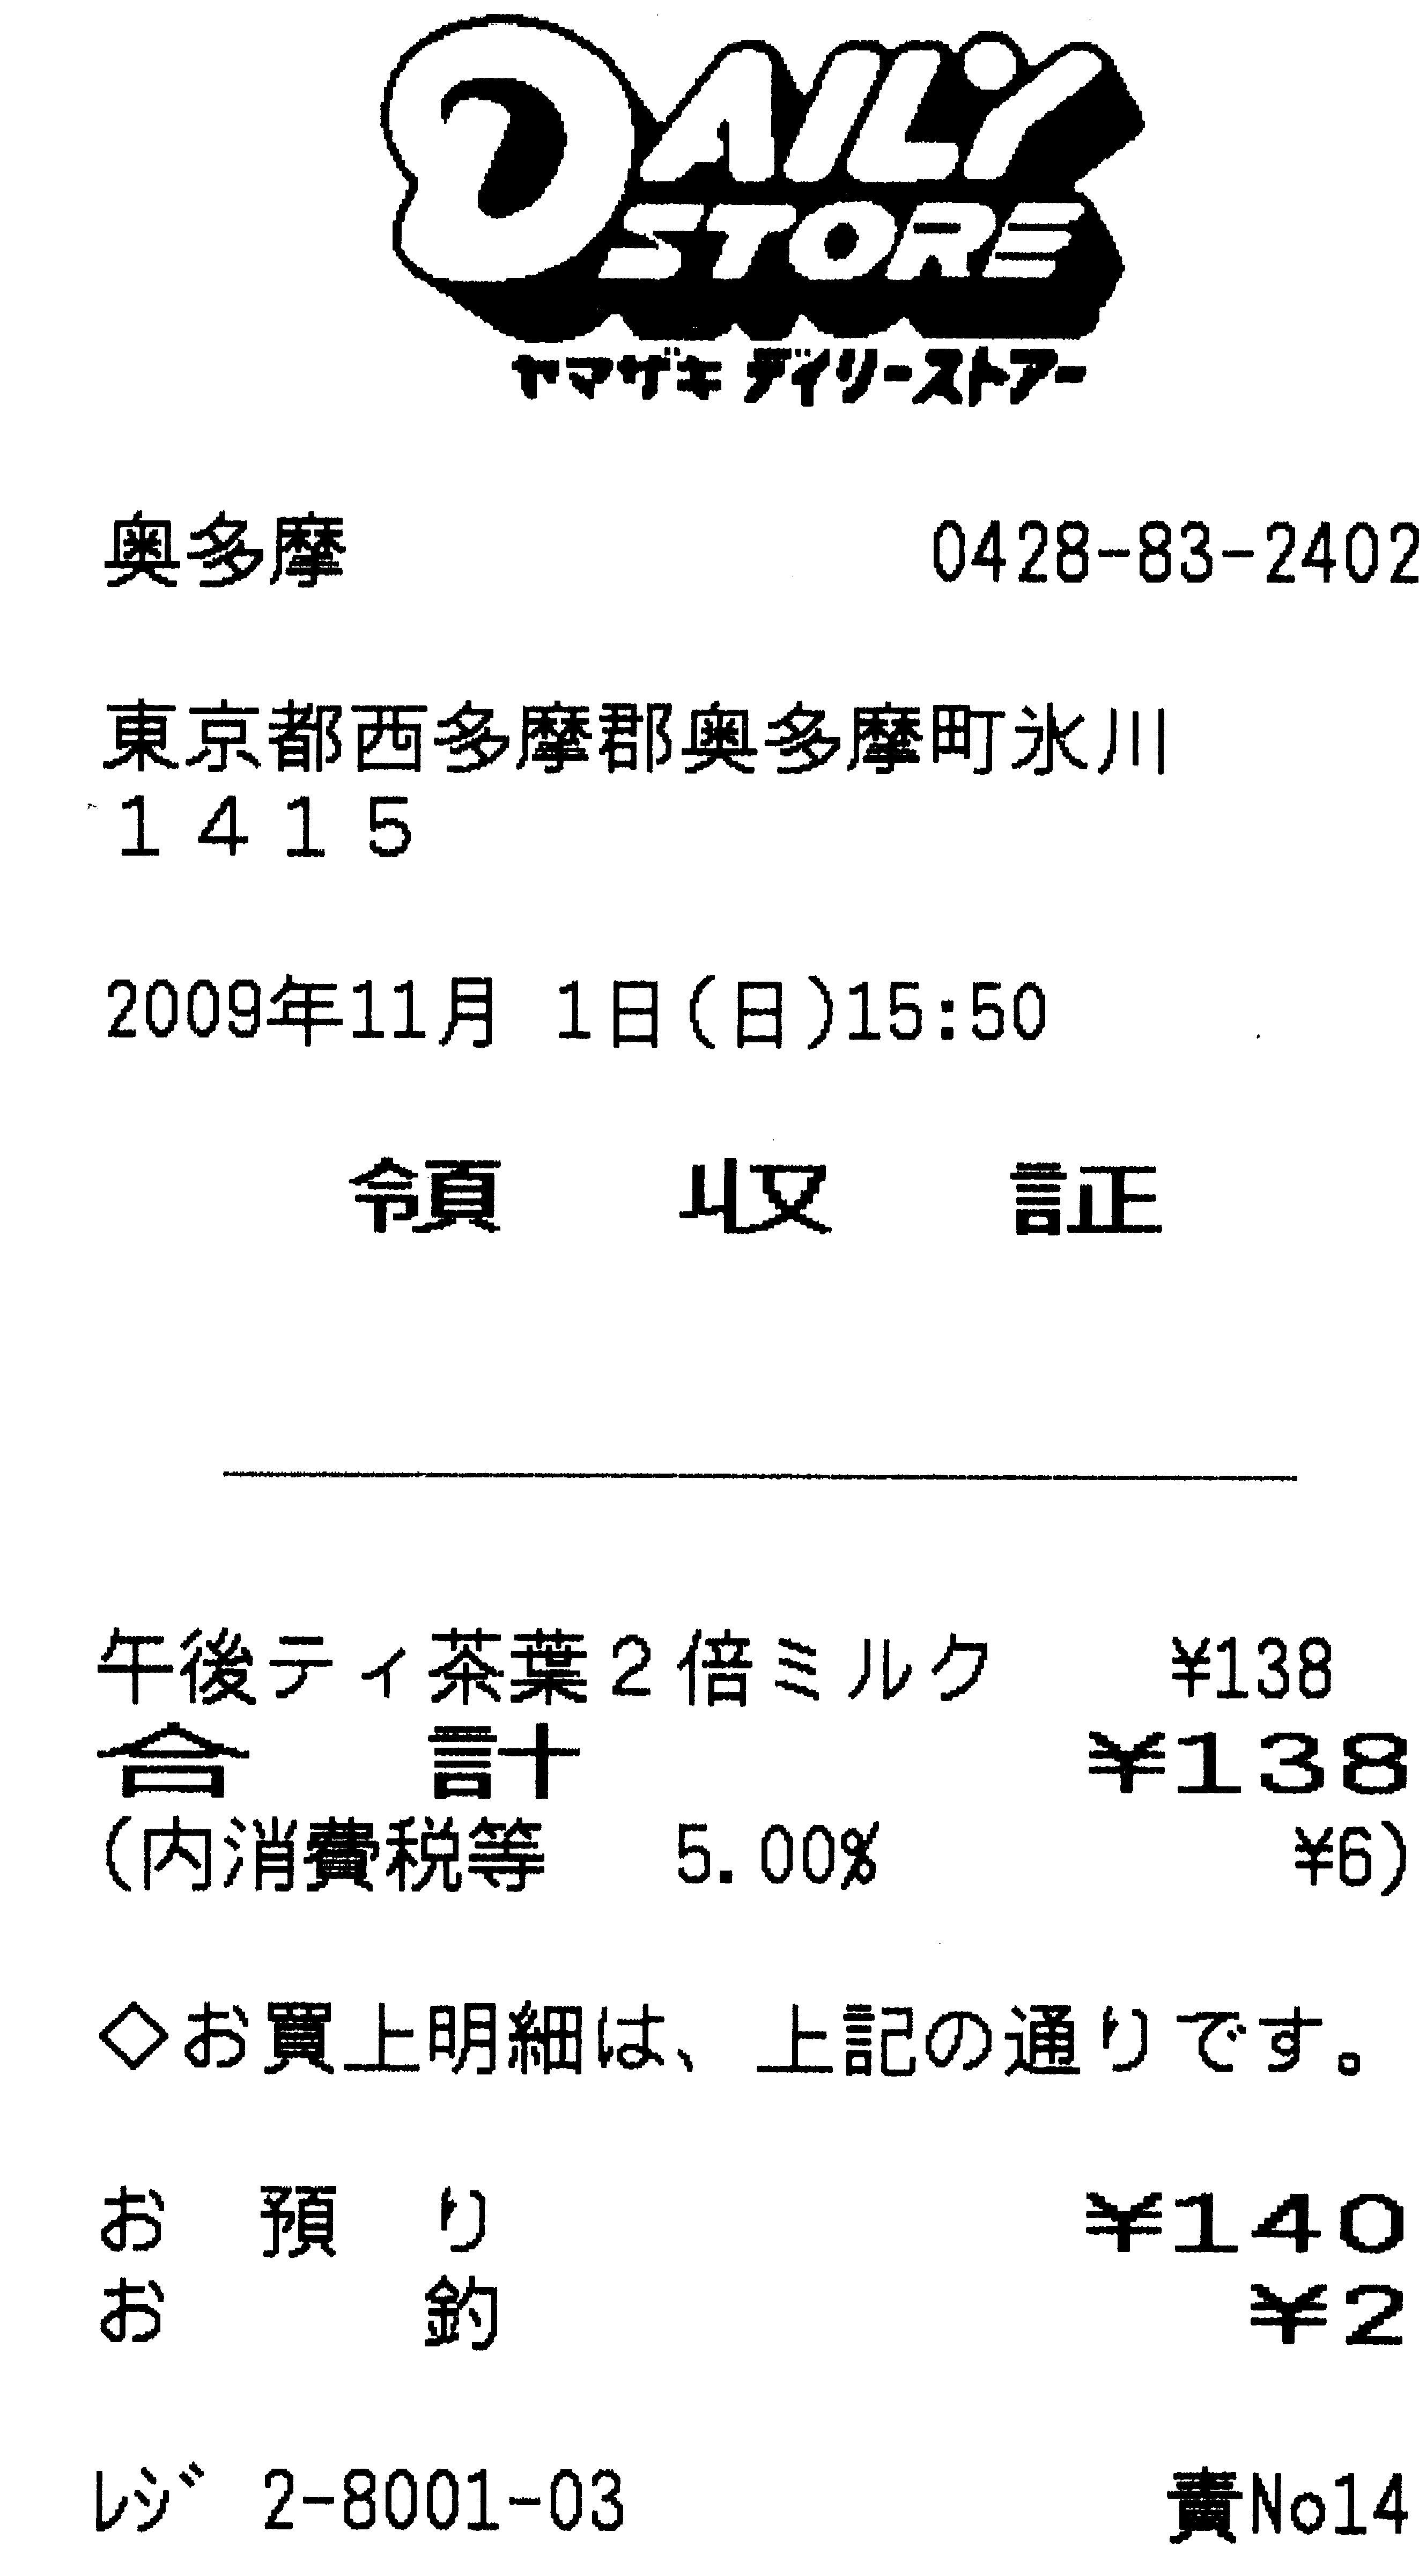 DAILY
STORE
ヤマザキ デイリーストアー
奥多摩 0428-83-2402
東京都西多摩郡奥多摩町氷川
1415
2009年11月 1日(日)15:50
領 収 証
午後ティ茶葉2倍ミルク ¥138
合 計 ¥138
(内消費税等 5.00% ¥6)
◇お買上明細は、上記の通りです。
お 預 り ¥140
お 釣 ¥2
レジ 2-8001-03 責No14